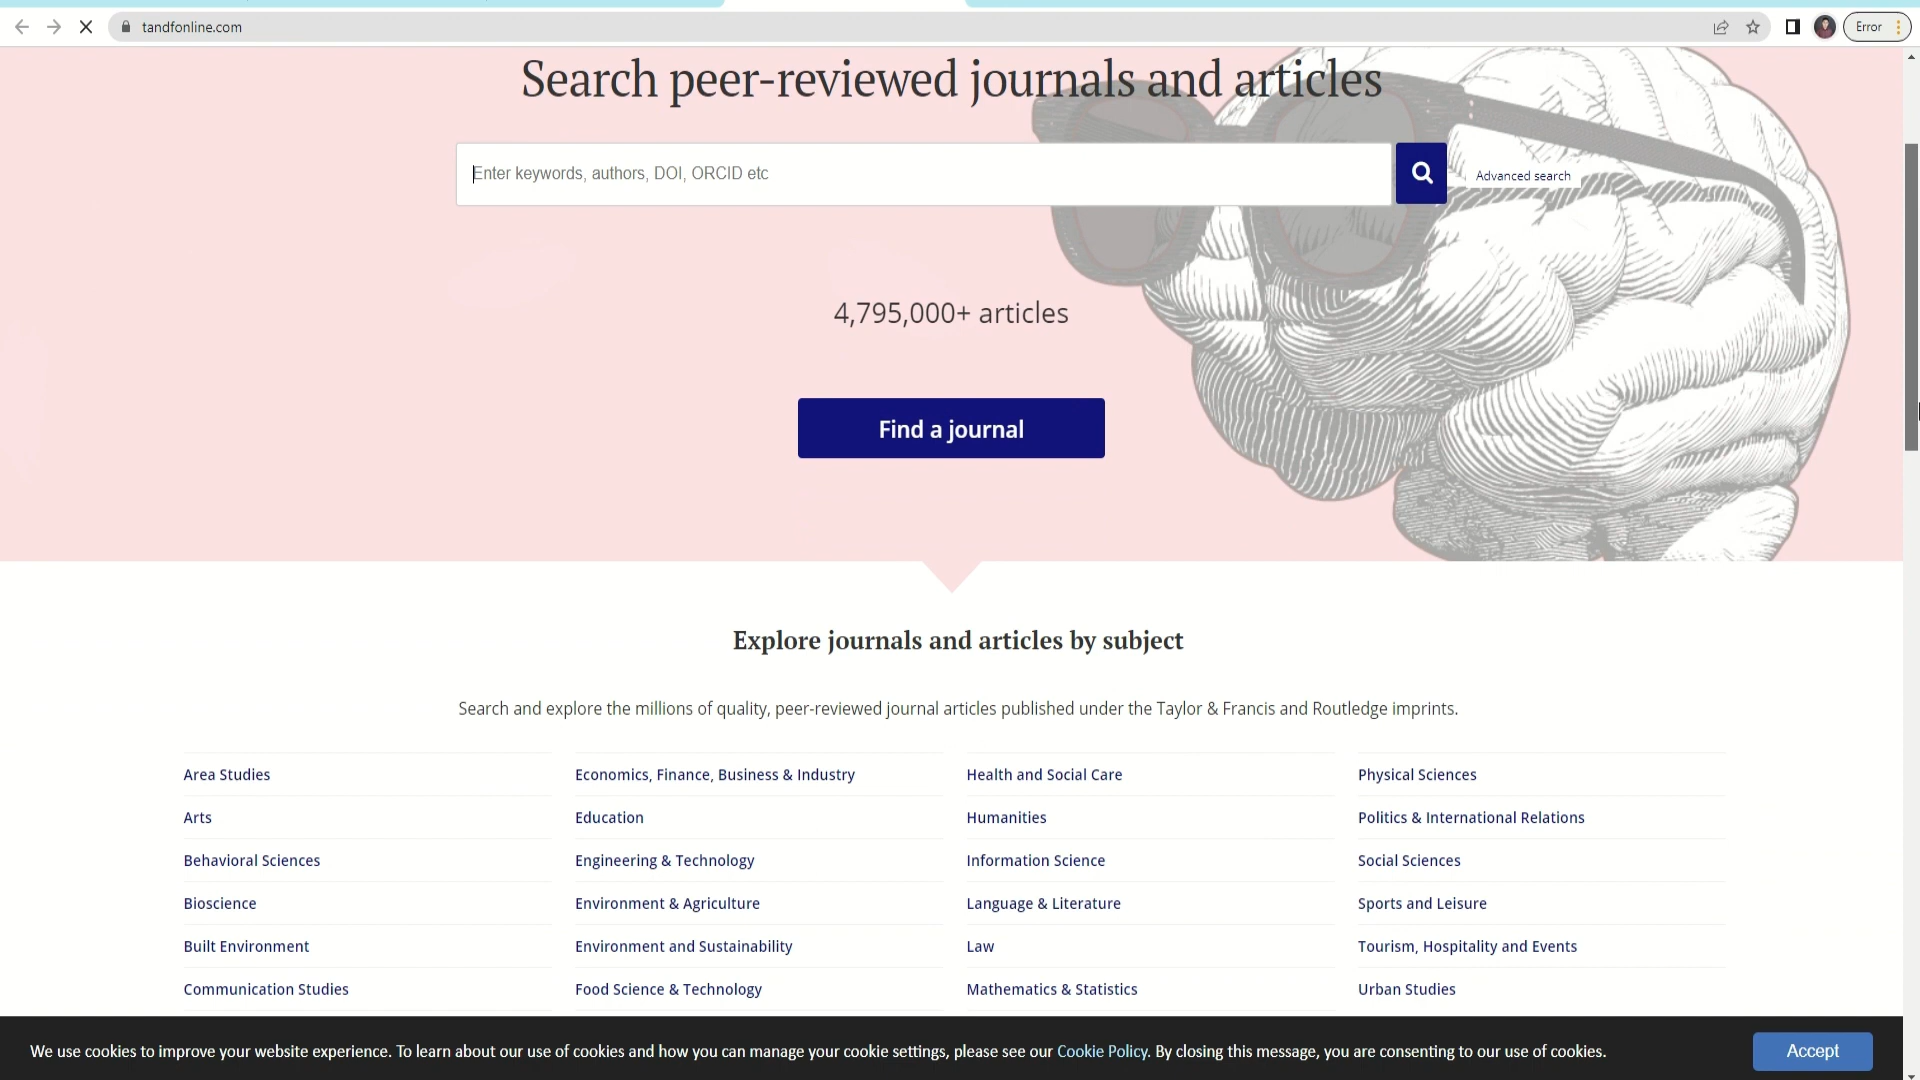 tandfonline.com
Error
Search peer-reviewed journals and articles
Enter keywords, authors, DOI, ORCID etc
Advanced search
4,795,000+ articles
Find a journal
Explore journals and articles by subject
Search and explore the millions of quality, peer-reviewed journal articles published under the Taylor & Francis and Routledge imprints.
Area Studies
Economics, Finance, Business & Industry
Health and Social Care
Physical Sciences
Arts
Education
Humanities
Politics & International Relations
Behavioral Sciences
Engineering & Technology
Information Science
Social Sciences
Bioscience
Environment & Agriculture
Language & Literature
Sports and Leisure
Built Environment
Environment and Sustainability
Law
Tourism, Hospitality and Events
Communication Studies
Food Science & Technology
Mathematics & Statistics
Urban Studies
We use cookies to improve your website experience. To learn about our use of cookies and how you can manage your cookie settings, please see our Cookie Policy. By closing this message, you are consenting to our use of cookies.
Accept